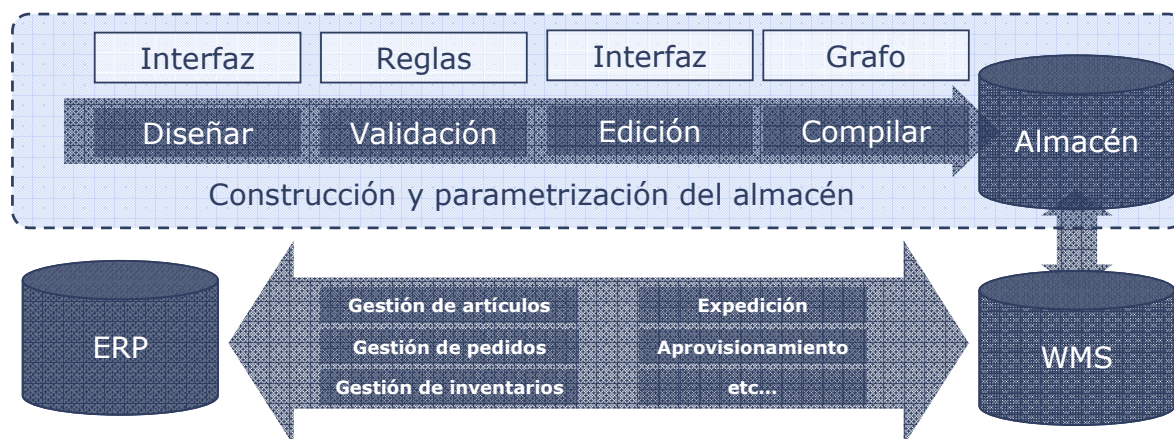 Interfaz
Reglas
Interfaz
Grafo
Diseñar
Validación
Edición
Compilar
Almacén
Construcción y parametrización del almacén
ERP
Gestión de artículos
Expedición
Gestión de pedidos
Aprovisionamiento
Gestión de inventarios
etc...
WMS